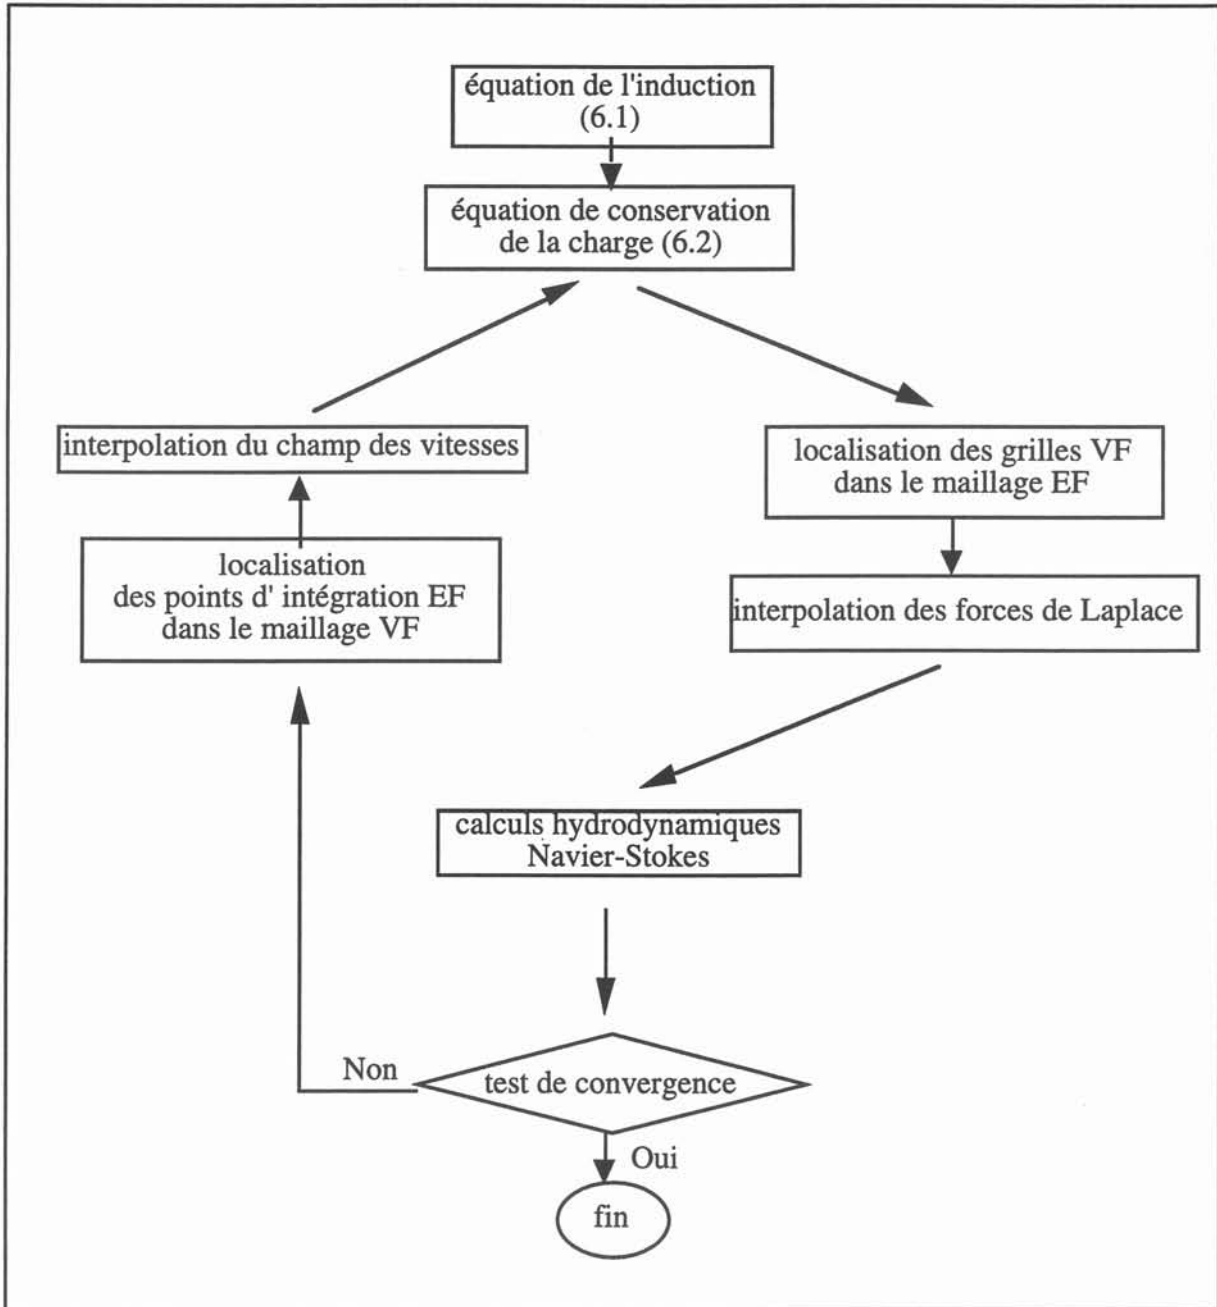 équation de l'induction
(6.1)
équation de conservation
de la charge (6.2)
interpolation du champ des vitesses
localisation des grilles VF
dans le maillage EF
localisation
des points d' intégration EF
dans le maillage VF
interpolation des forces de Laplace
calculs hydrodynamiques
Navier-Stokes
Non
test de convergence
Oui
fin